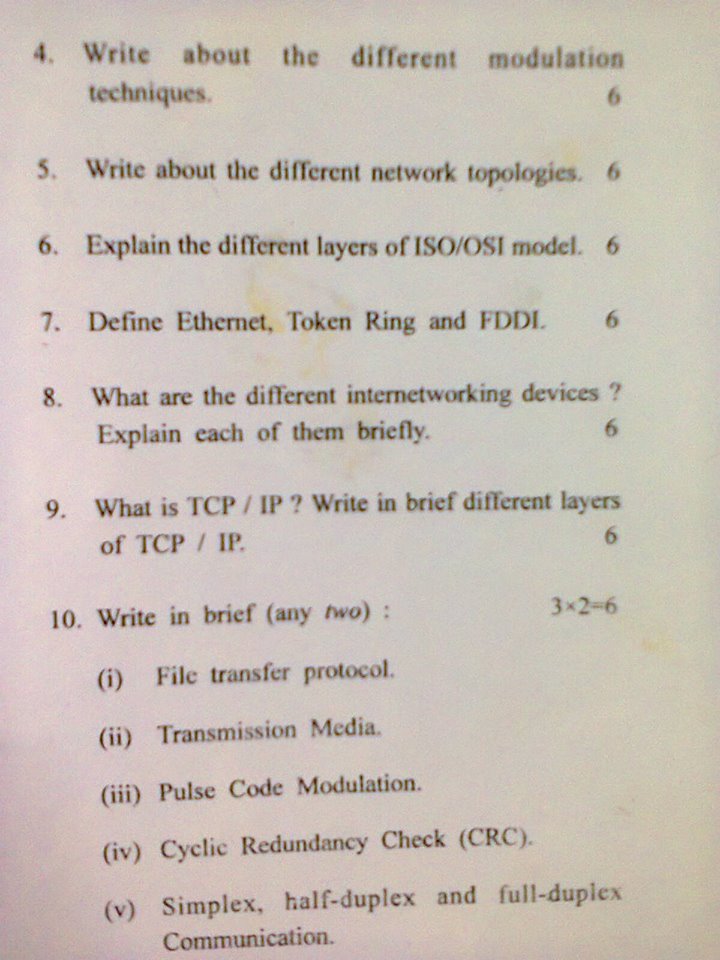 4. Write about the different modulation
techniques. 6
5. Write about the different network topologies. 6
6. Explain the different layers of ISO/OSI model. 6
7. Define Ethernet, Token Ring and FDDI. 6
8. What are the different internetworking devices ?
Explain each of them briefly. 6
9. What is TCP / IP ? Write in brief different layers
of TCP / IP. 6
10. Write in brief (any two) : 3×2=6
(i) File transfer protocol.
(ii) Transmission Media.
(iii) Pulse Code Modulation.
(iv) Cyclic Redundancy Check (CRC).
(v) Simplex, half-duplex and full-duplex
Communication.